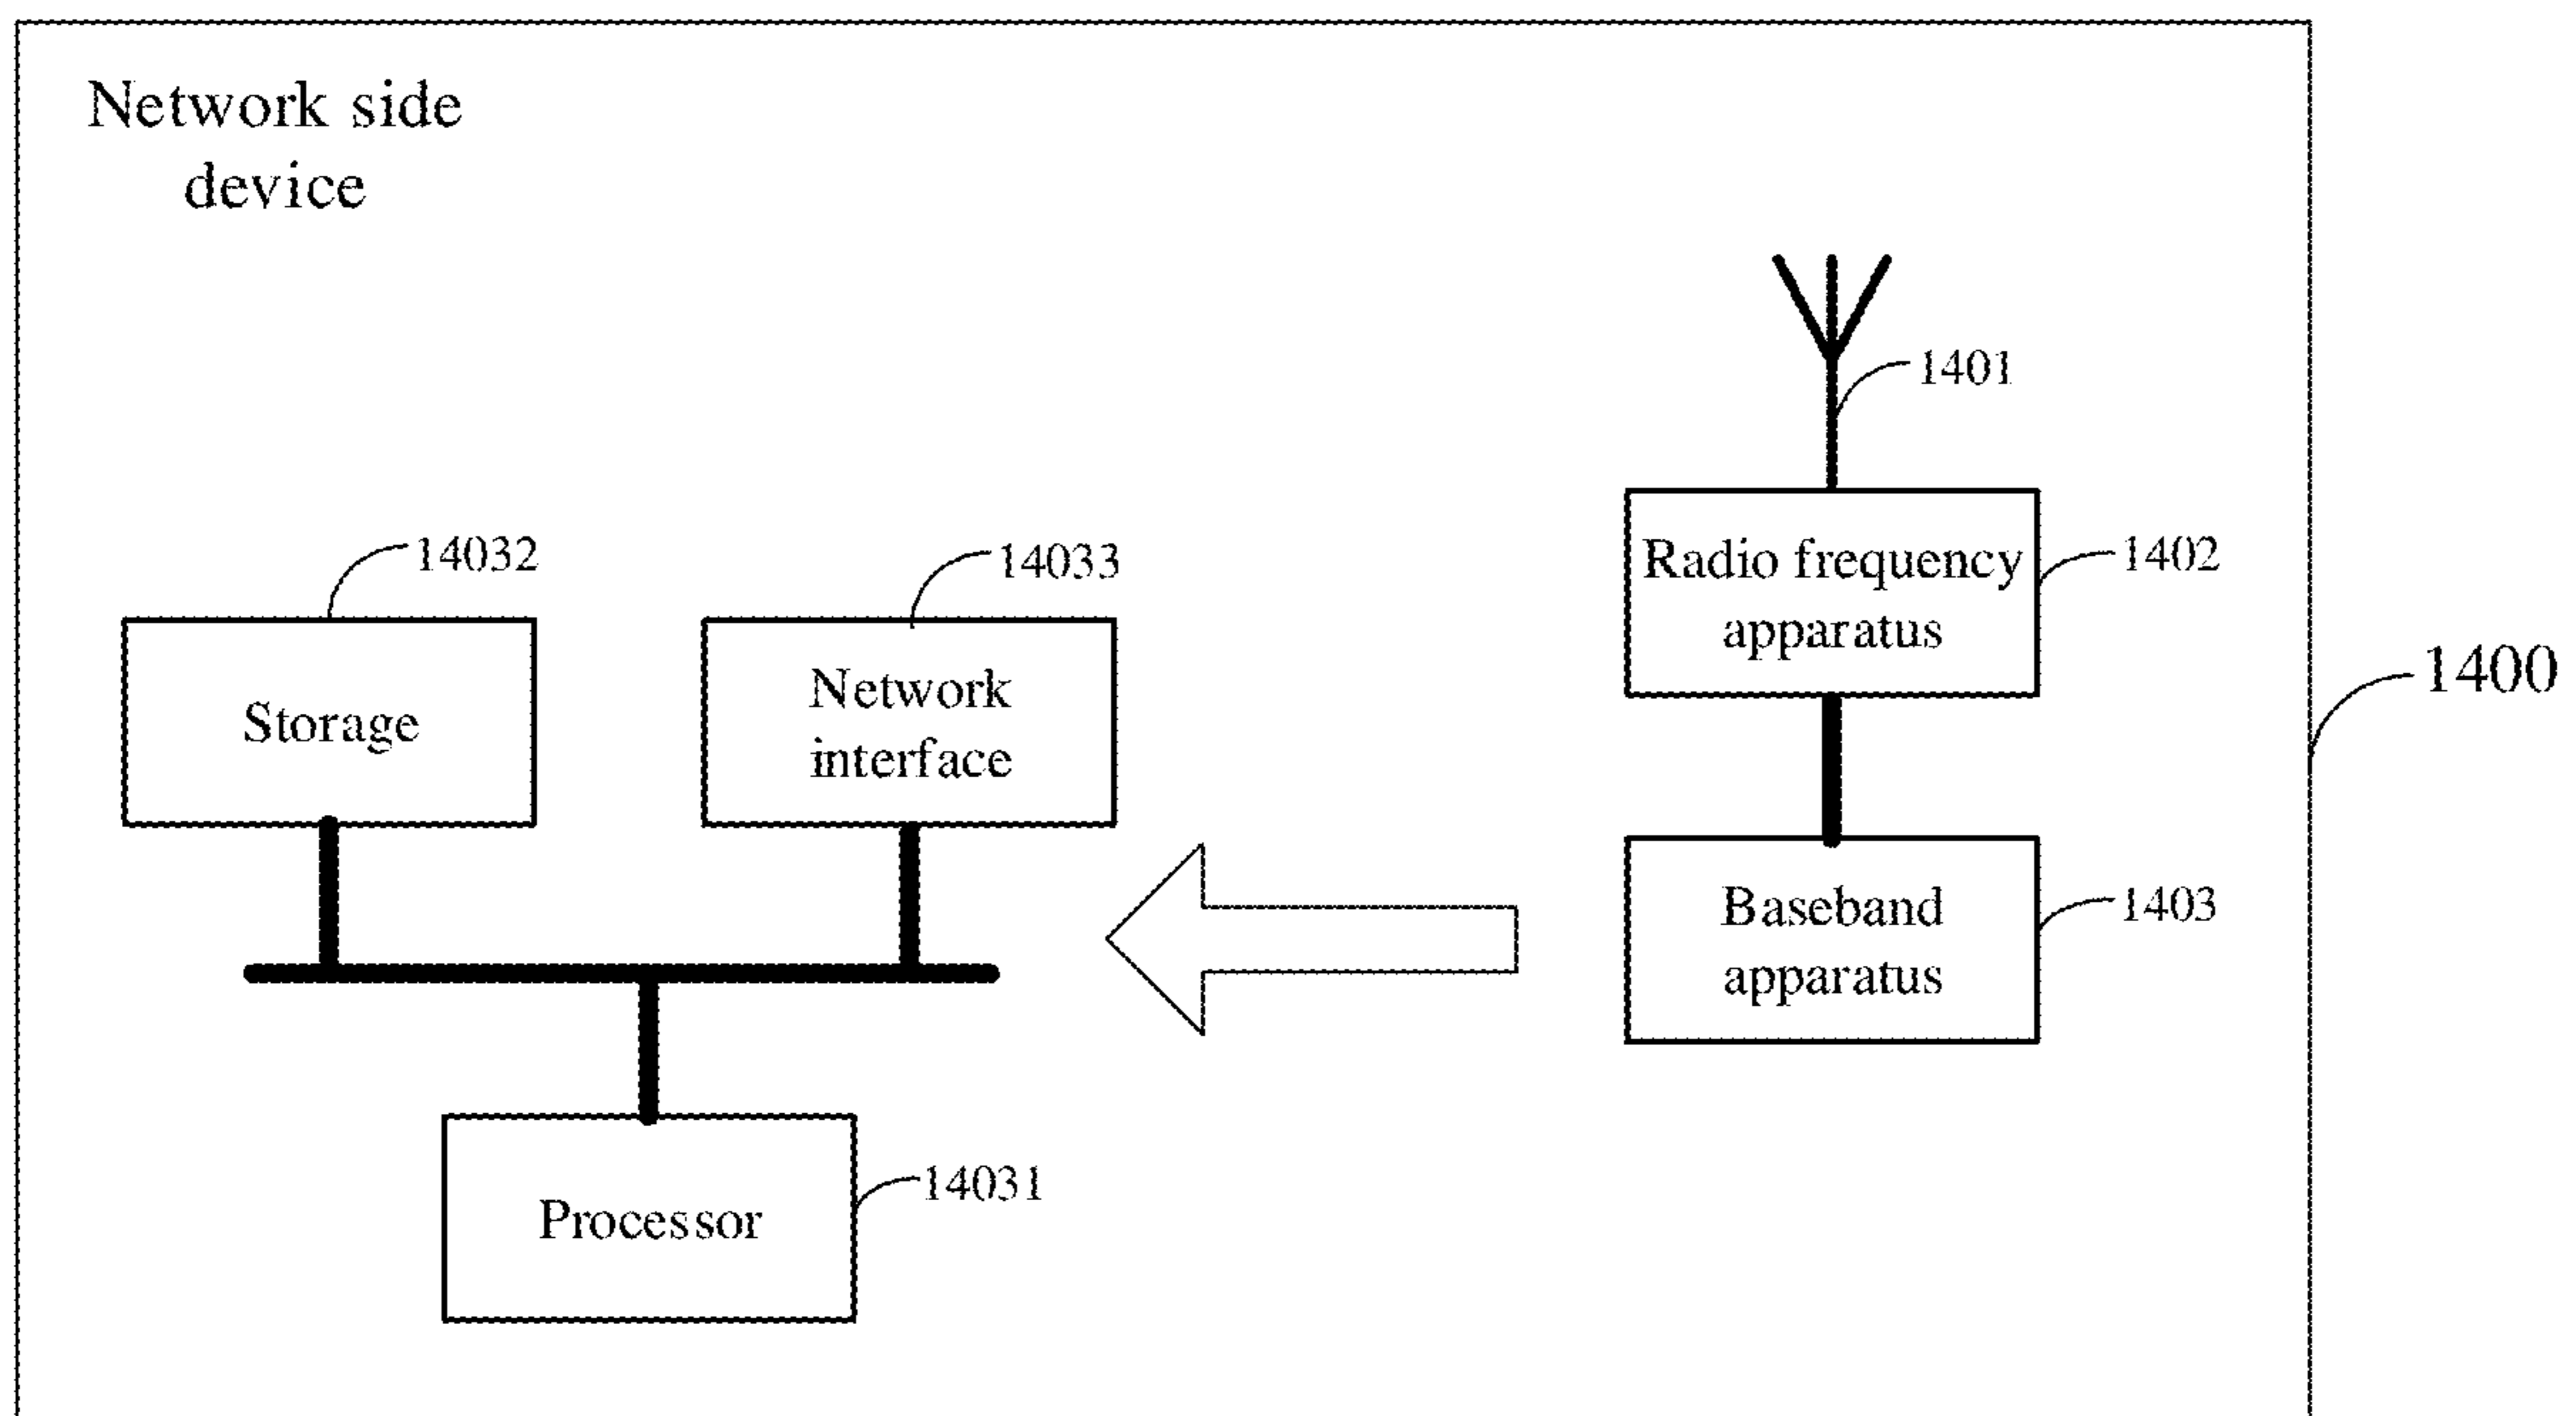 Network side
device
1401
Radio frequency
apparatus
1402
14032
14033
1400
Storage
Network
interface
Baseband
apparatus
1403
Processor
14031